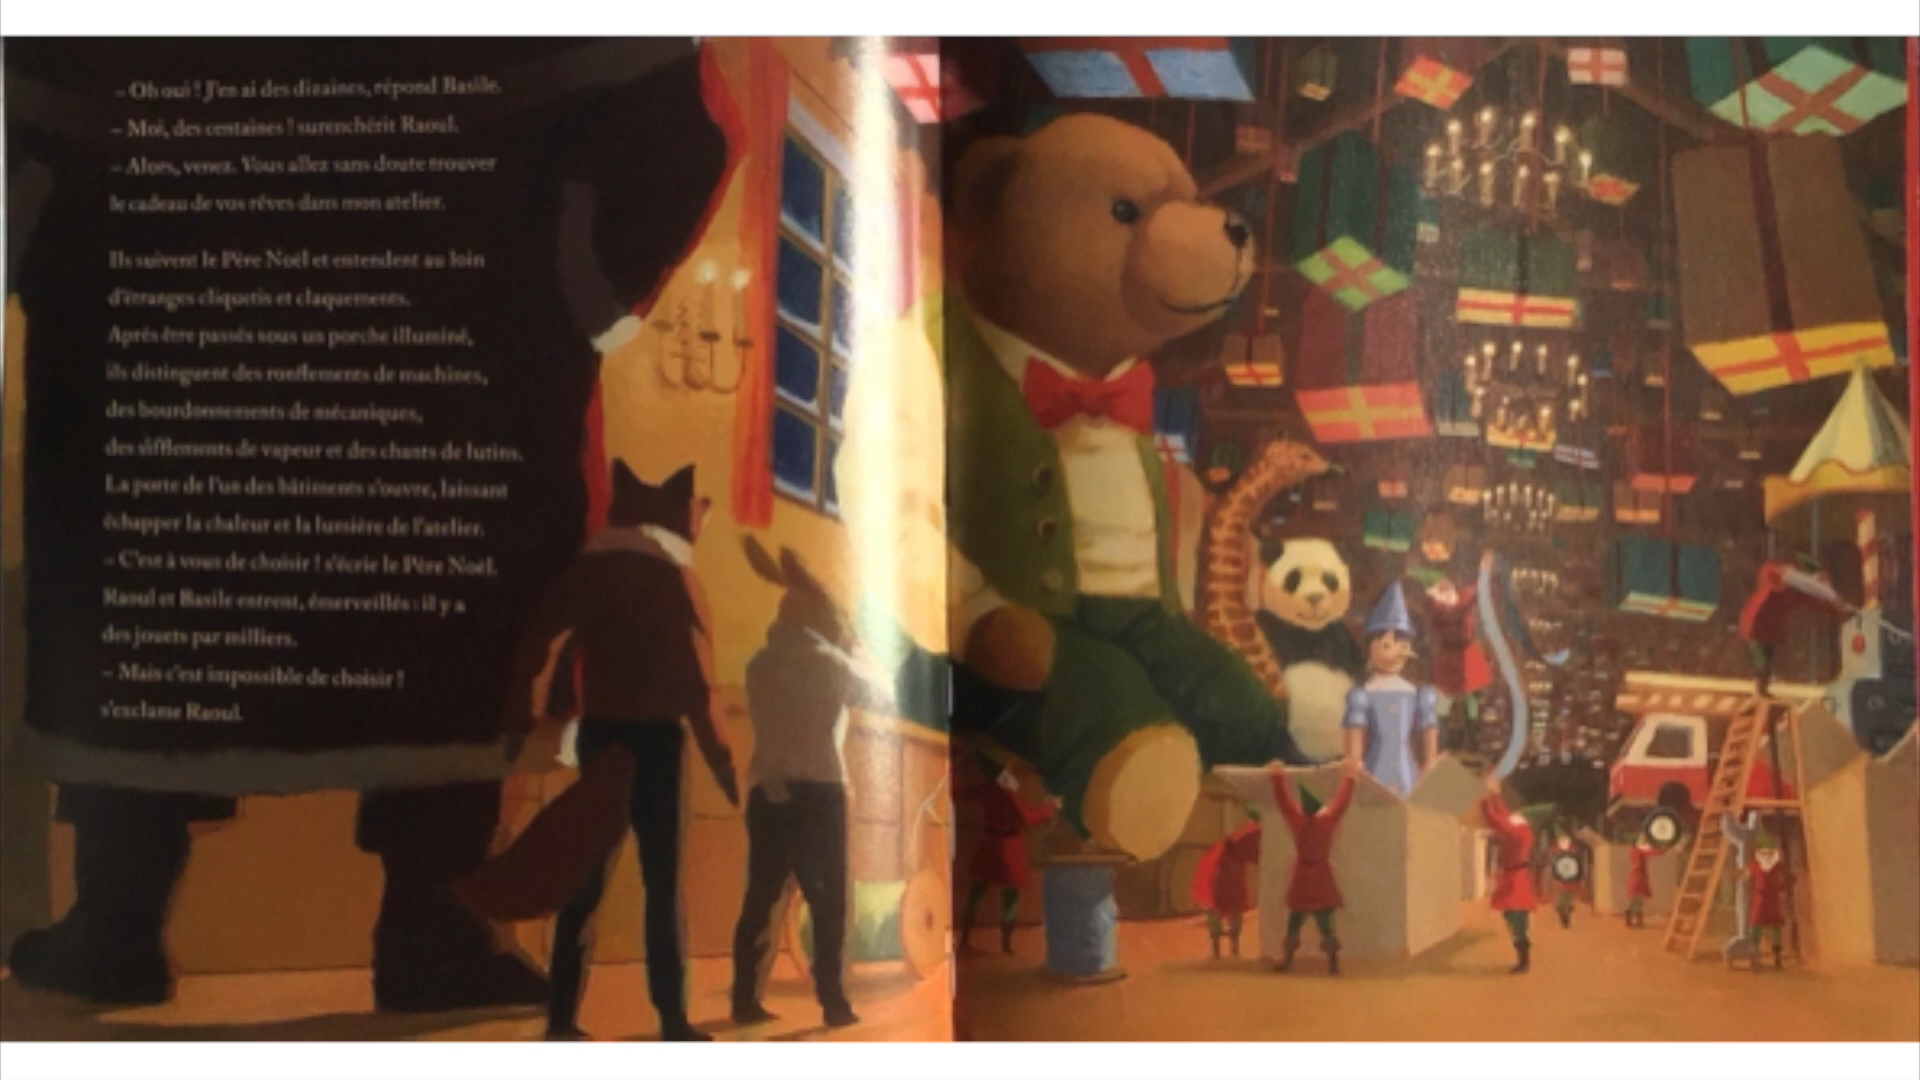 – Oh oui ! J'en ai des dizaines, répond Basile.
– Moi, des centaines ! surenchérit Raoul.
– Alors, venez. Vous allez sans doute trouver
le cadeau de vos rêves dans mon atelier.
Ils suivent le Père Noël et entendent au loin
d'étranges cliquetis et claquements.
Après être passés sous un porche illuminé,
ils distinguent des ronflements de machines,
des bourdonnements de mécaniques,
des sifflements de vapeur et des chants de lutins.
La porte de l'un des bâtiments s'ouvre, laissant
échapper la chaleur et la lumière de l'atelier.
– C'est à vous de choisir ! s'écrie le Père Noël.
Raoul et Basile entrent, émerveillés : il y a
des jouets par milliers.
– Mais c'est impossible de choisir !
s'exclame Raoul.